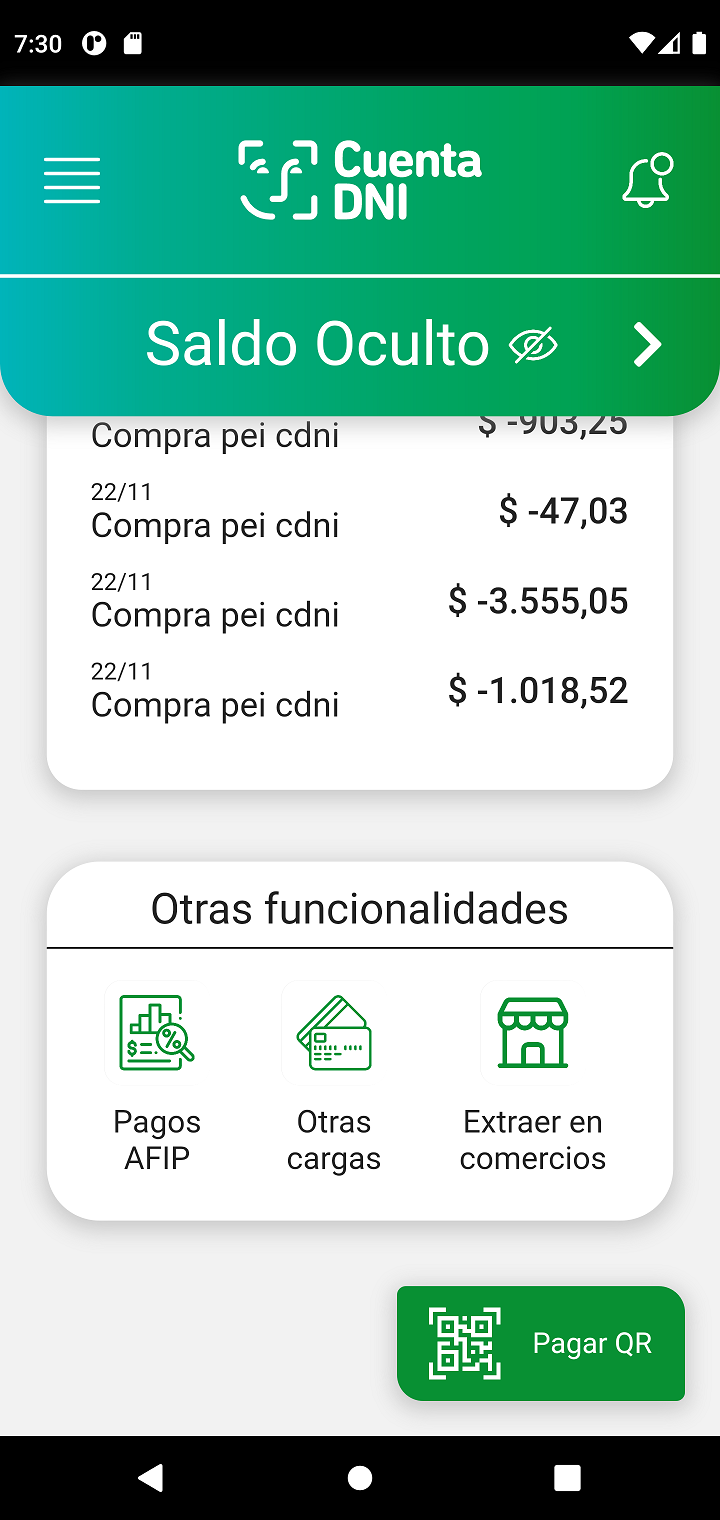 7:30
Cuenta
DNI
Saldo Oculto
Compra pei cdni $ -903,25
22/11
Compra pei cdni $ -47,03
22/11
Compra pei cdni $ -3.555,05
22/11
Compra pei cdni $ -1.018,52
Otras funcionalidades
Pagos
AFIP
Otras
cargas
Extraer en
comercios
Pagar QR